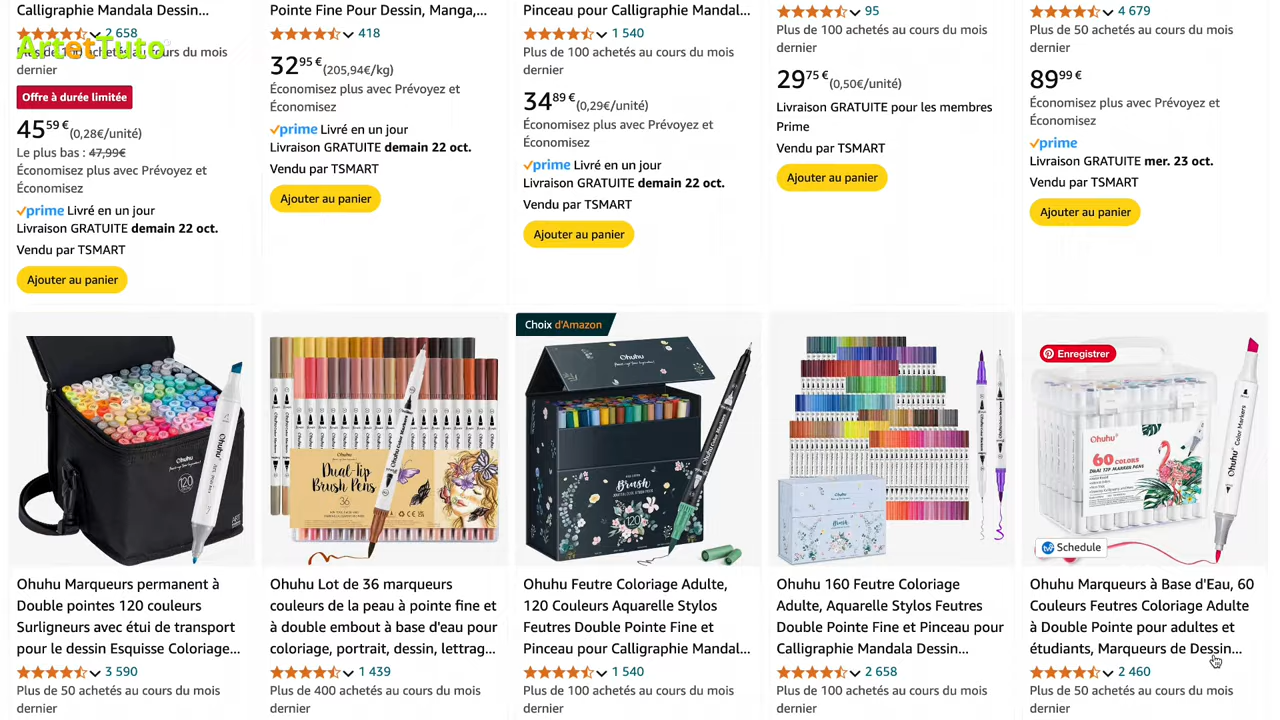 Calligraphie Mandala Dessin...
2 658
ArtetTuto
Plus de 100 achetés au cours du mois
dernier
Offre à durée limitée
45 59 € (0,28€/unité)
Le plus bas : 47,99€
Économisez plus avec Prévoyez et
Économisez
prime Livré en un jour
Livraison GRATUITE demain 22 oct.
Vendu par TSMART
Ajouter au panier
Pointe Fine Pour Dessin, Manga,...
418
32 95 € (205,94€/kg)
Économisez plus avec Prévoyez et
Économisez
prime Livré en un jour
Livraison GRATUITE demain 22 oct.
Vendu par TSMART
Ajouter au panier
Pinceau pour Calligraphie Mandal...
1 540
Plus de 100 achetés au cours du mois
dernier
34 89 € (0,29€/unité)
Économisez plus avec Prévoyez et
Économisez
prime Livré en un jour
Livraison GRATUITE demain 22 oct.
Vendu par TSMART
Ajouter au panier
95
Plus de 100 achetés au cours du mois
dernier
29 75 € (0,50€/unité)
Livraison GRATUITE pour les membres
Prime
Vendu par TSMART
Ajouter au panier
4 679
Plus de 50 achetés au cours du mois
dernier
89 99 €
Économisez plus avec Prévoyez et
Économisez
prime
Livraison GRATUITE mer. 23 oct.
Vendu par TSMART
Ajouter au panier
Ohuhu
120
Ohuhu Marqueurs permanent à
Double pointes 120 couleurs
Surligneurs avec étui de transport
pour le dessin Esquisse Coloriage...
3 590
Plus de 50 achetés au cours du mois
dernier
Ohuhu
Dual-tip
Brush Pens
36
Ohuhu Lot de 36 marqueurs
couleurs de la peau à pointe fine et
à double embout à base d'eau pour
coloriage, portrait, dessin, lettrag...
1 439
Plus de 400 achetés au cours du mois
dernier
Choix d'Amazon
Ohuhu
Brush
120
Ohuhu Feutre Coloriage Adulte,
120 Couleurs Aquarelle Stylos
Feutres Double Pointe Fine et
Pinceau pour Calligraphie Mandal...
1 540
Plus de 100 achetés au cours du mois
dernier
Ohuhu
Brush
Ohuhu 160 Feutre Coloriage
Adulte, Aquarelle Stylos Feutres
Double Pointe Fine et Pinceau pour
Calligraphie Mandala Dessin...
2 658
Plus de 100 achetés au cours du mois
dernier
Enregistrer
Ohuhu
60 COLORS
DUAL TIP MARKER PENS
Ohuhu Color Markers
Schedule
Ohuhu Marqueurs à Base d'Eau, 60
Couleurs Feutres Coloriage Adulte
à Double Pointe pour adultes et
étudiants, Marqueurs de Dessin...
2 460
Plus de 50 achetés au cours du mois
dernier